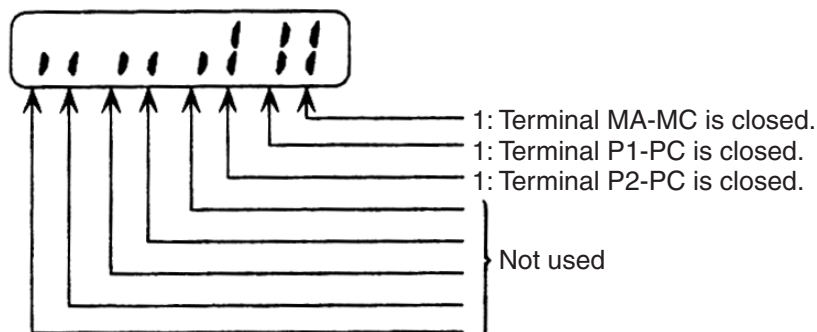 1: Terminal MA-MC is closed.
1: Terminal P1-PC is closed.
1: Terminal P2-PC is closed.
Not used